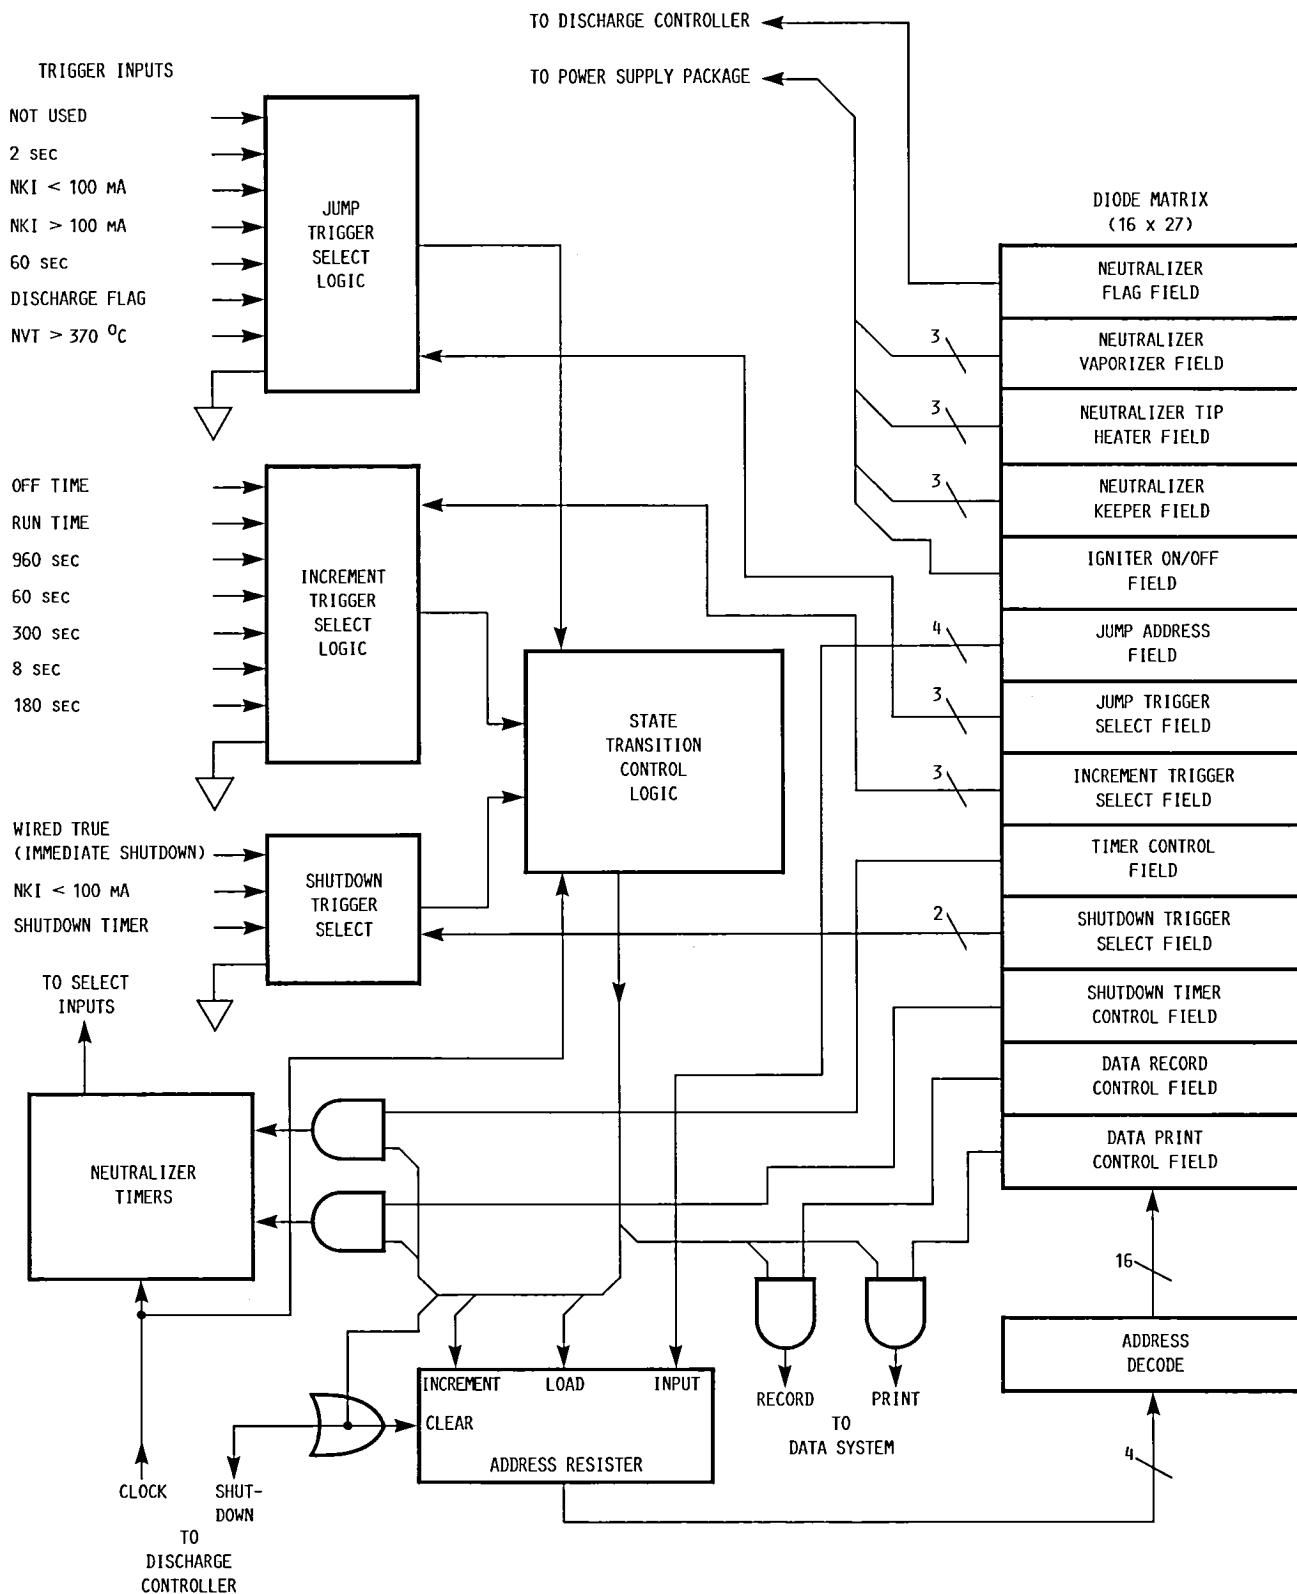 TO DISCHARGE CONTROLLER
TO POWER SUPPLY PACKAGE
TRIGGER INPUTS
NOT USED
2 SEC
NKI < 100 MA
NKI > 100 MA
60 SEC
DISCHARGE FLAG
NVT > 370 °C
JUMP
TRIGGER
SELECT
LOGIC
OFF TIME
RUN TIME
960 SEC
60 SEC
300 SEC
8 SEC
180 SEC
INCREMENT
TRIGGER
SELECT
LOGIC
WIRED TRUE
(IMMEDIATE SHUTDOWN)
NKI < 100 MA
SHUTDOWN TIMER
SHUTDOWN
TRIGGER
SELECT
STATE
TRANSITION
CONTROL
LOGIC
DIODE MATRIX
(16 x 27)
NEUTRALIZER
FLAG FIELD
3
NEUTRALIZER
VAPORIZER FIELD
3
NEUTRALIZER TIP
HEATER FIELD
3
NEUTRALIZER
KEEPER FIELD
IGNITER ON/OFF
FIELD
4
JUMP ADDRESS
FIELD
3
JUMP TRIGGER
SELECT FIELD
3
INCREMENT TRIGGER
SELECT FIELD
TIMER CONTROL
FIELD
2
SHUTDOWN TRIGGER
SELECT FIELD
SHUTDOWN TIMER
CONTROL FIELD
DATA RECORD
CONTROL FIELD
DATA PRINT
CONTROL FIELD
16
ADDRESS
DECODE
4
TO SELECT
INPUTS
NEUTRALIZER
TIMERS
INCREMENT
LOAD
INPUT
CLEAR
ADDRESS RESISTER
RECORD
PRINT
TO
DATA SYSTEM
CLOCK
SHUT-
DOWN
TO
DISCHARGE
CONTROLLER